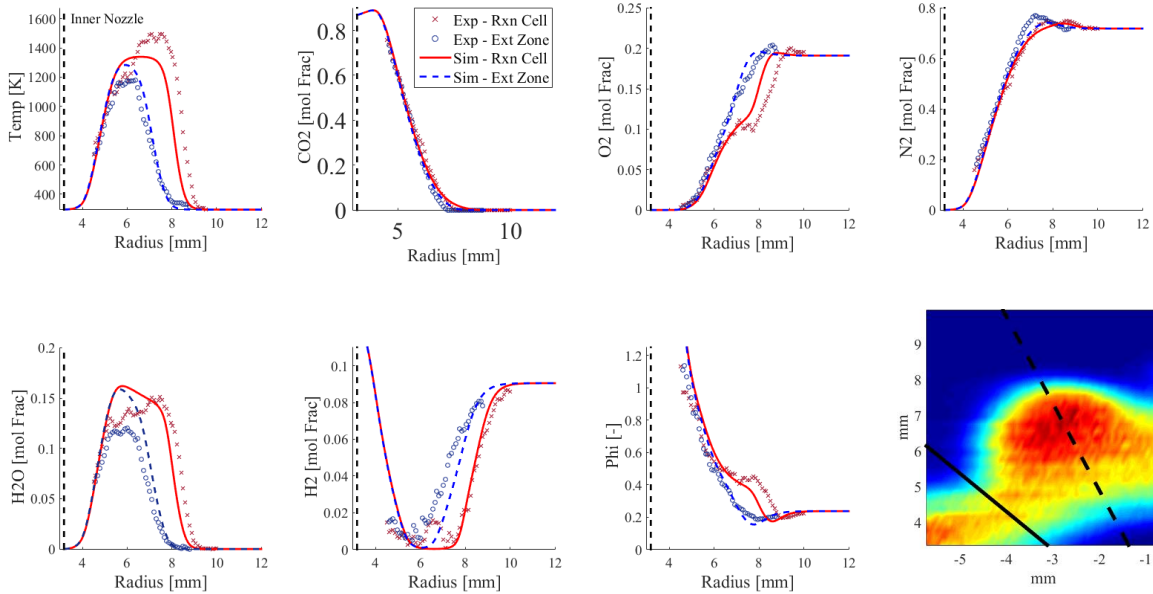 Temp [K]
1600
1400
1200
1000
800
600
400
Inner Nozzle
4 6 8 10 12
Radius [mm]
CO2 [mol Frac]
0.8
0.6
0.4
0.2
0
5 10
Radius [mm]
Exp - Rxn Cell
Exp - Ext Zone
Sim - Rxn Cell
Sim - Ext Zone
O2 [mol Frac]
0.2
0.15
0.1
0.05
0
4 6 8 10 12
Radius [mm]
N2 [mol Frac]
0.8
0.6
0.4
0.2
0
4 6 8 10 12
Radius [mm]
H2O [mol Frac]
0.2
0.15
0.1
0.05
0
4 6 8 10 12
Radius [mm]
H2 [mol Frac]
0.1
0.08
0.06
0.04
0.02
0
4 6 8 10 12
Radius [mm]
Phi [-]
1.2
1
0.8
0.6
0.4
0.2
0
4 6 8 10 12
Radius [mm]
mm
9
8
7
6
5
4
-5 -4 -3 -2 -1
mm